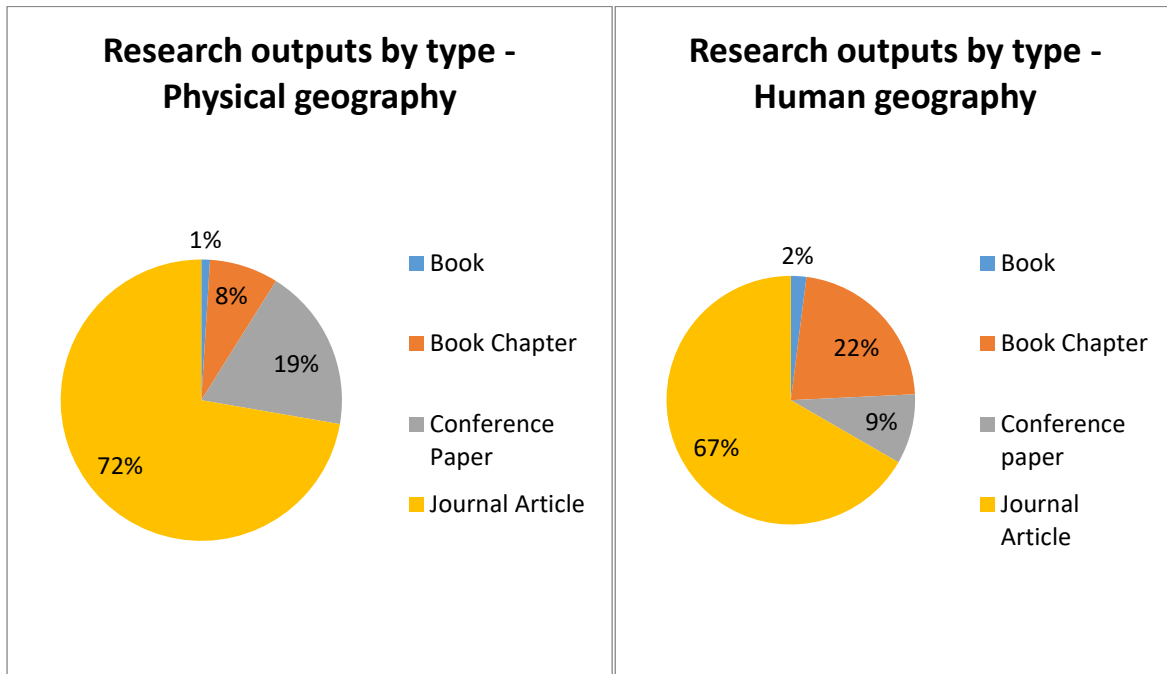 Research outputs by type -
Physical geography
1%
8%
19%
72%
Book
Book Chapter
Conference
Paper
Journal Article
Research outputs by type -
Human geography
2%
22%
9%
67%
Book
Book Chapter
Conference
paper
Journal
Article